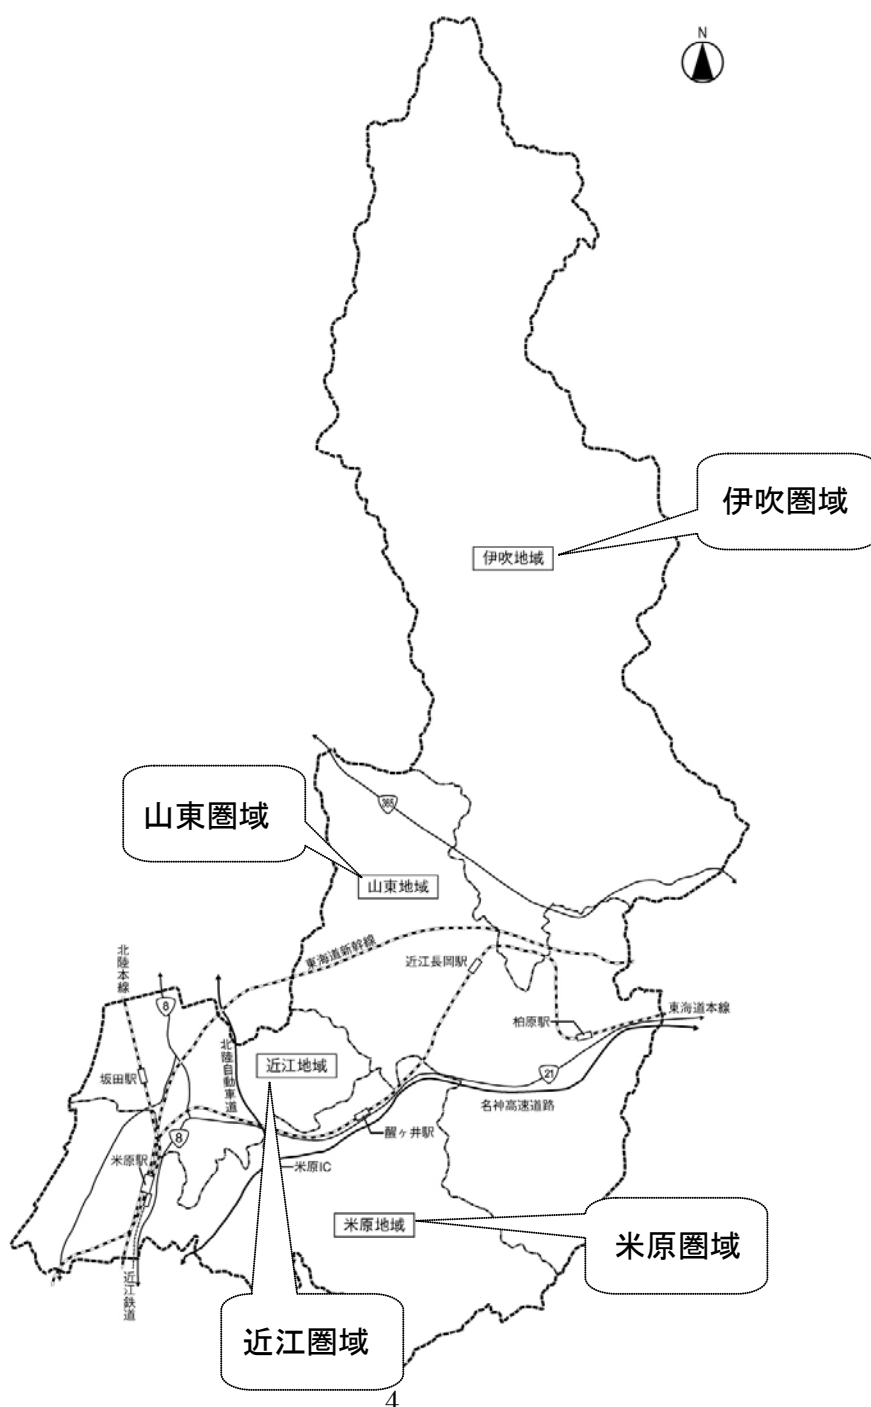 N
伊吹圏域
伊吹地域
365
山東圏域
山東地域
東海道新幹線
近江長岡駅
北陸本線
8
柏原駅
東海道本線
北陸自動車道
近江地域
21
坂田駅
名神高速道路
8
醒ヶ井駅
米原駅
米原IC
米原地域
米原圏域
近江鉄道
近江圏域
4